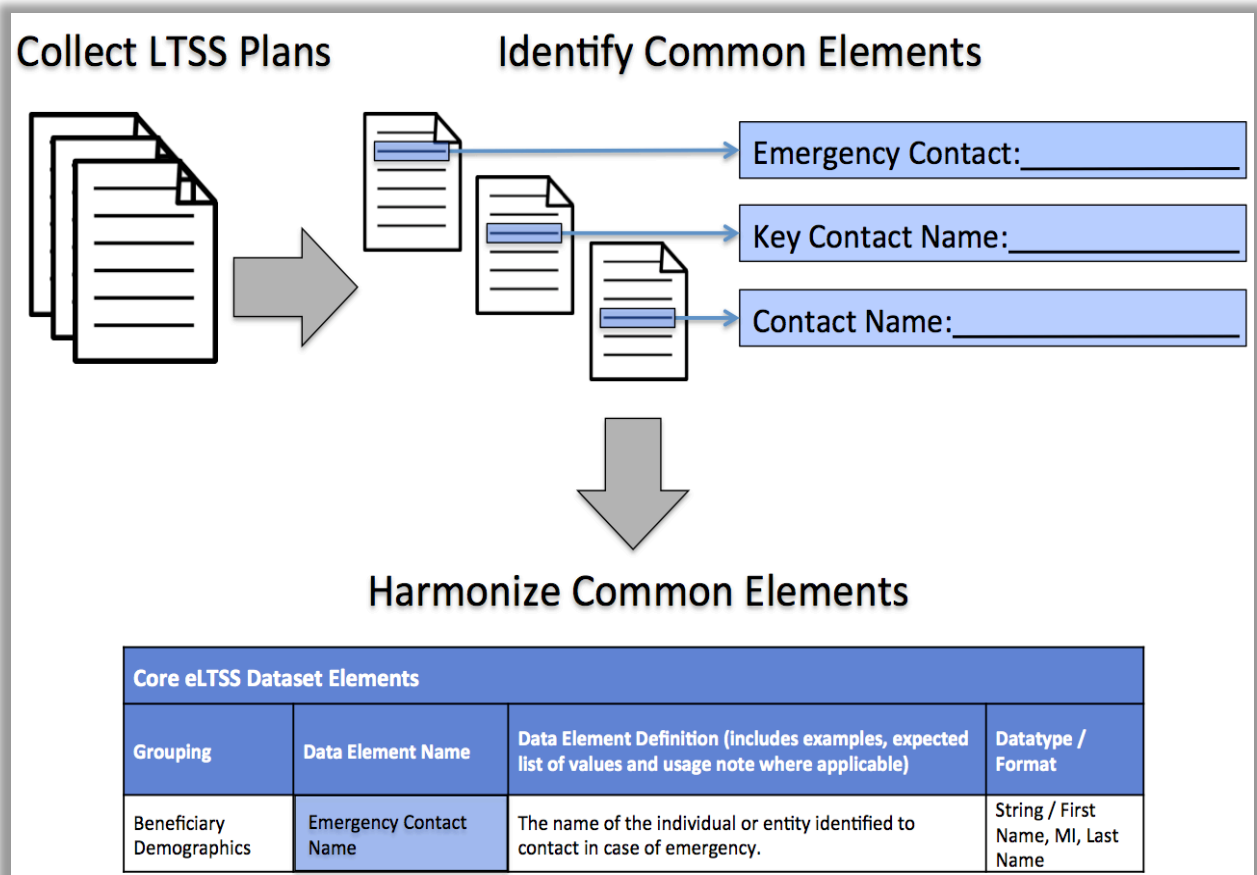 Collect LTSS Plans
Identify Common Elements
Emergency Contact:____________
Key Contact Name:____________
Contact Name:____________
Harmonize Common Elements
Core eLTSS Dataset Elements
Grouping
Data Element Name
Data Element Definition (includes examples, expected
list of values and usage note where applicable)
Datatype /
Format
Beneficiary
Demographics
Emergency Contact
Name
The name of the individual or entity identified to
contact in case of emergency.
String / First
Name, MI, Last
Name